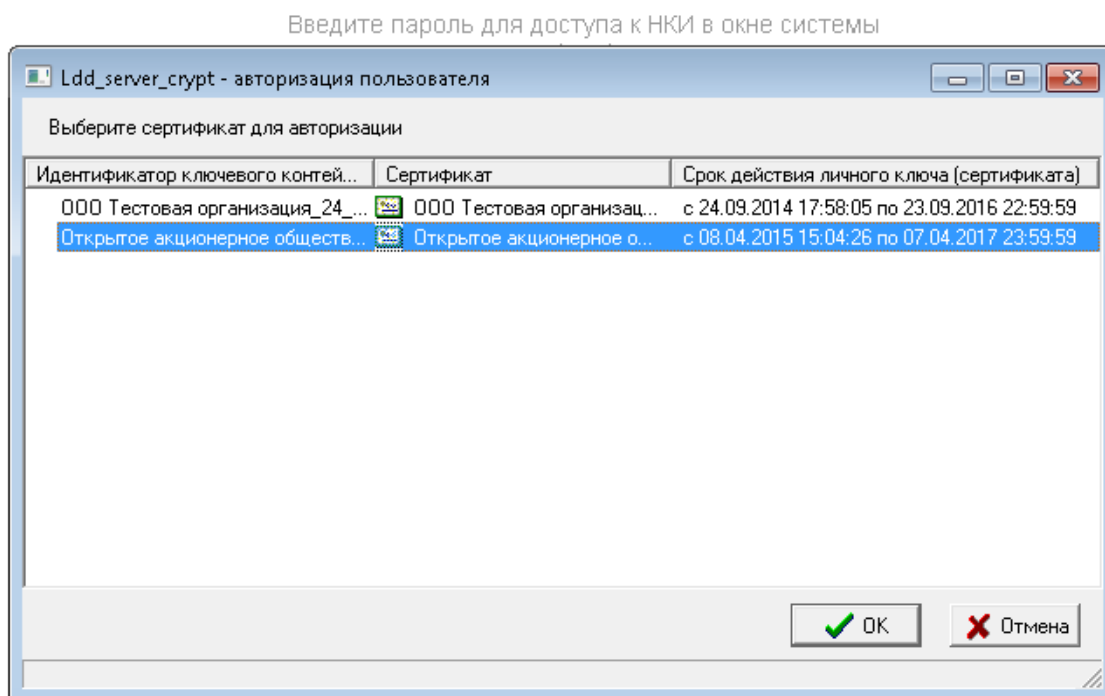 Введите пароль для доступа к НКИ в окне системы
Ldd_server_crypt - авторизация пользователя
Выберите сертификат для авторизации
Идентификатор ключевого контей... Сертификат Срок действия личного ключа (сертификата)
ООО Тестовая организация_24_... ООО Тестовая организац... с 24.09.2014 17:58:05 по 23.09.2016 22:59:59
Открытое акционерное обществ... Открытое акционерное о... с 08.04.2015 15:04:26 по 07.04.2017 23:59:59
OK Отмена